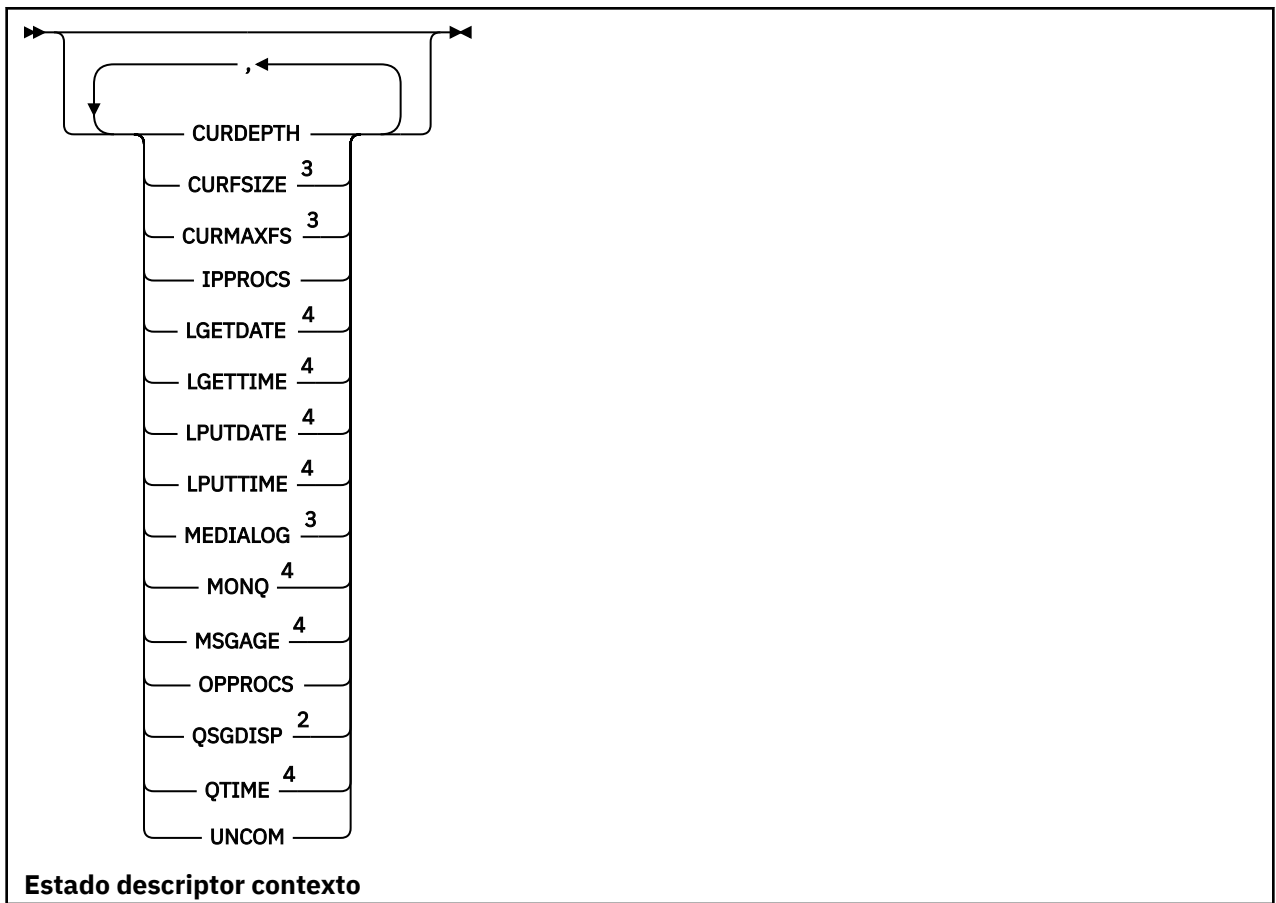 ,
CURDEPTH
CURFSIZE 3
CURMAXFS 3
IPPROCS
LGETDATE 4
LGETTIME 4
LPUTDATE 4
LPUTTIME 4
MEDIALOG 3
MONQ 4
MSGAGE 4
OPPROCS
QSGDISP 2
QTIME 4
UNCOM
Estado descriptor contexto